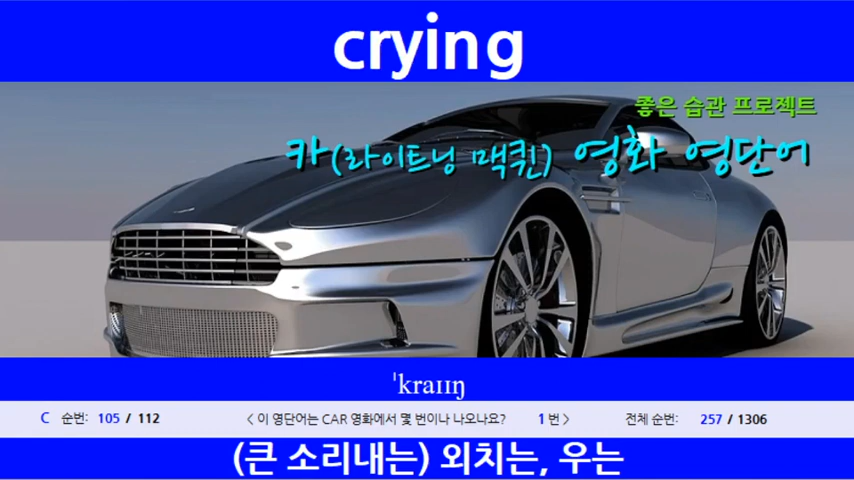 crying
좋은 습관 프로젝트
카(라이트닝 맥퀸) 영화 영단어
ˈkraɪɪŋ
C 순번: 105 / 112 < 이 영단어는 CAR 영화에서 몇 번이나 나오나요? 1 번 > 전체 순번: 257 / 1306
(큰 소리내는) 외치는, 우는